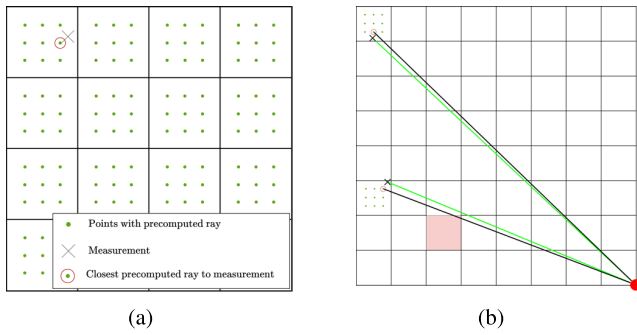 Points with precomputed ray
Measurement
Closest precomputed ray to measurement
(a)
(b)